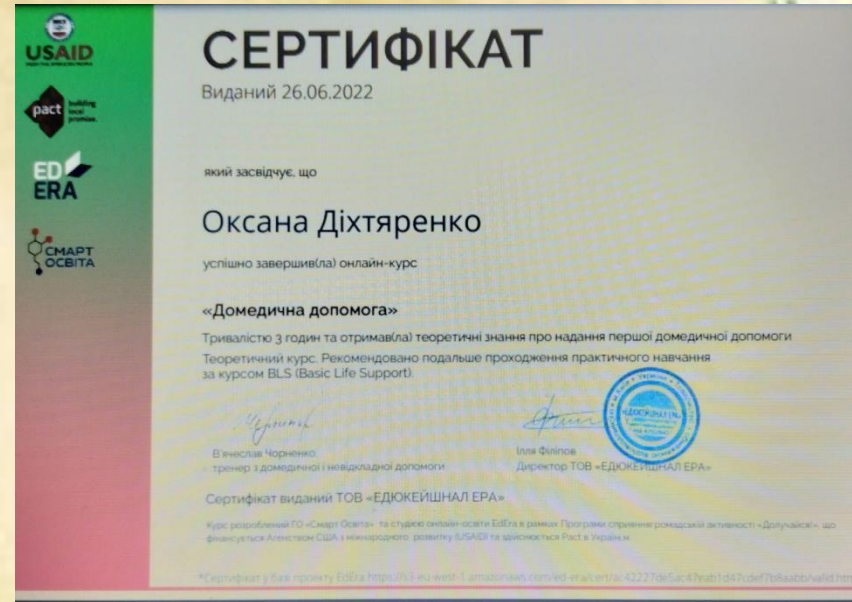 USAID
pact building local promise.
ED ERA
СМАРТ ОСВІТА
СЕРТИФІКАТ
Виданий 26.06.2022
який засвідчує, що
Оксана Діхтяренко
успішно завершив(ла) онлайн-курс
«Домедична допомога»
Тривалістю 3 годин та отримав(ла) теоретичні знання про надання першої домедичної допомоги
Теоретичний курс. Рекомендовано подальше проходження практичного навчання
за курсом BLS (Basic Life Support).
В'ячеслав Чорненко,
тренер з домедичної і невідкладної допомоги
Ілля Філіпов
Директор ТОВ «ЕДЮКЕЙШНАЛ ЕРА»
Сертифікат виданий ТОВ «ЕДЮКЕЙШНАЛ ЕРА»
Курс розроблений ГО «Смарт Освіта» та студією онлайн-освіти EdEra в рамках Програми сприяння громадській активності «Долучайся!», що
фінансується Агенством США з міжнародного розвитку (USAID) та здійснюється Pact в Україні.
*Сертифікат у базі проекту EdEra